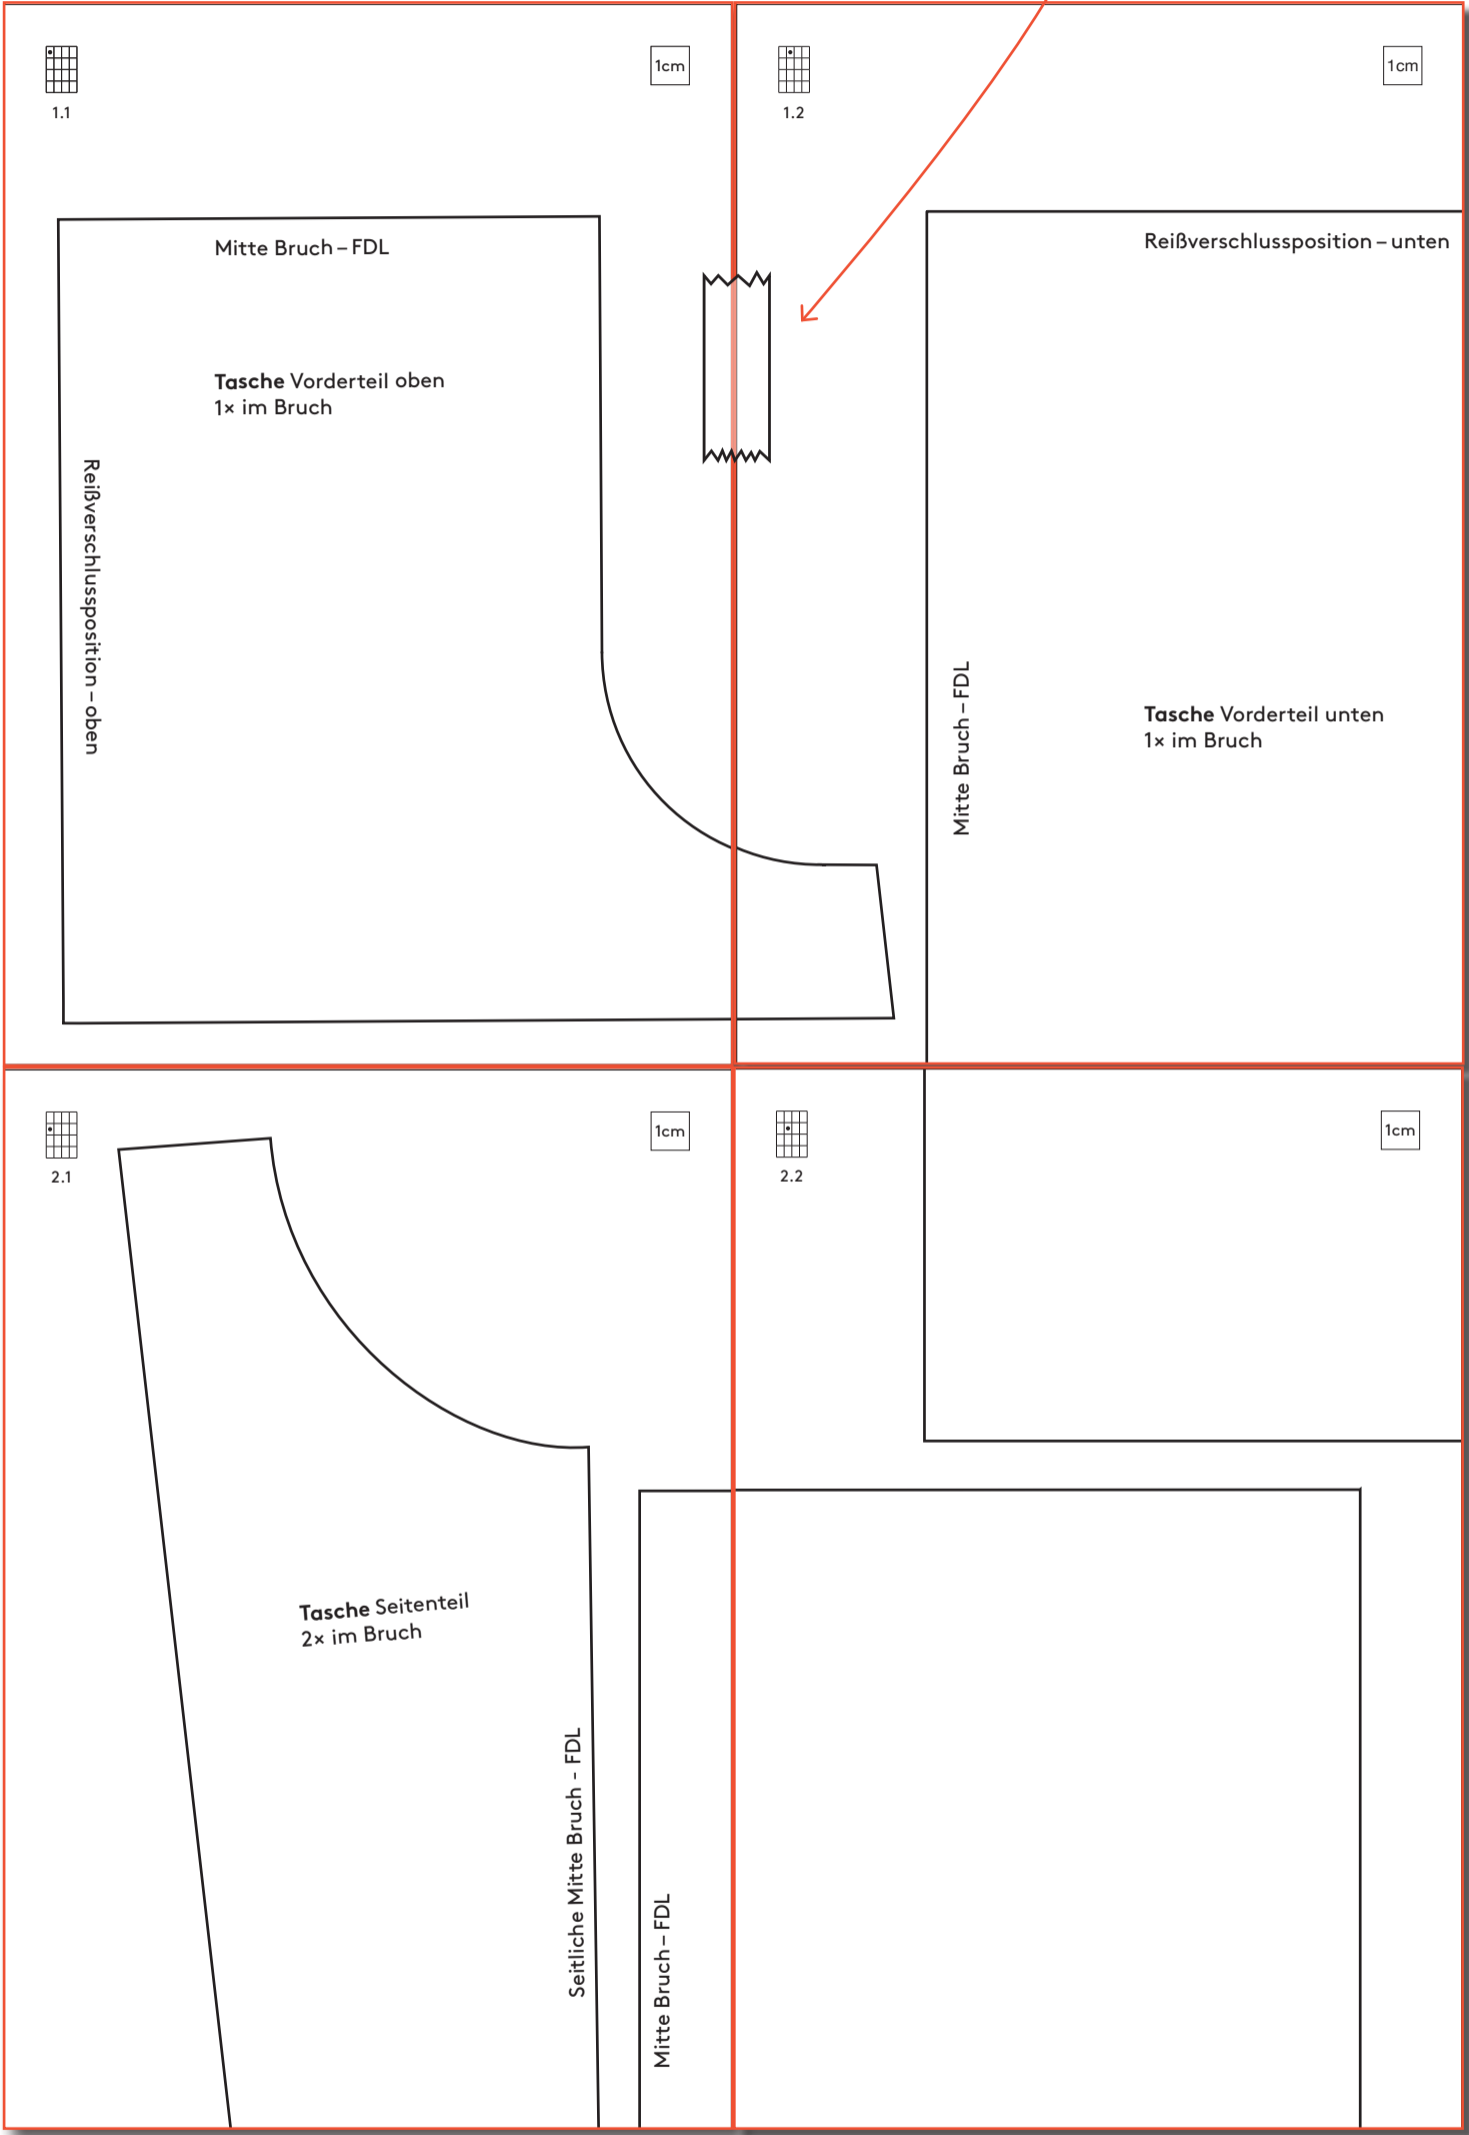 1cm
1.1
Mitte Bruch – FDL
Tasche Vorderteil oben
1× im Bruch
Reißverschlussposition – oben
1cm
1.2
Reißverschlussposition – unten
Mitte Bruch – FDL
Tasche Vorderteil unten
1× im Bruch
1cm
2.1
Tasche Seitenteil
2× im Bruch
Seitliche Mitte Bruch - FDL
Mitte Bruch – FDL
1cm
2.2